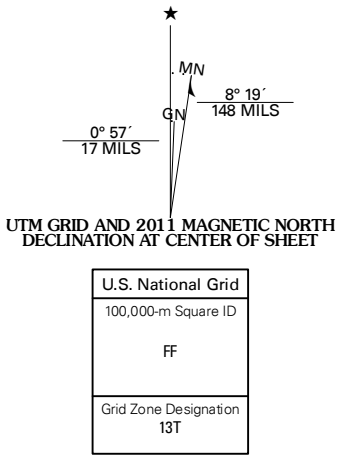 ★
MN
GN
8° 19´
148 MILS
0° 57´
17 MILS
UTM GRID AND 2011 MAGNETIC NORTH
DECLINATION AT CENTER OF SHEET
U.S. National Grid
100,000-m Square ID
FF
Grid Zone Designation
13T